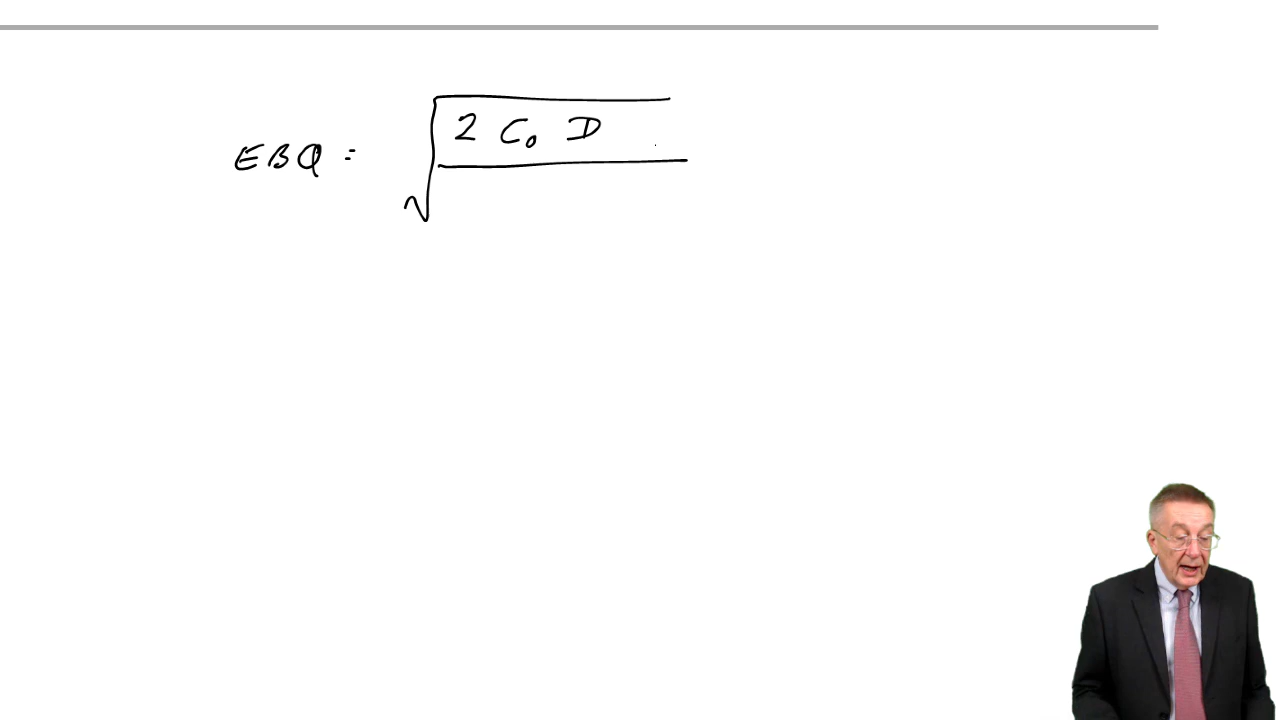 EBQ = √
2 C₀ D